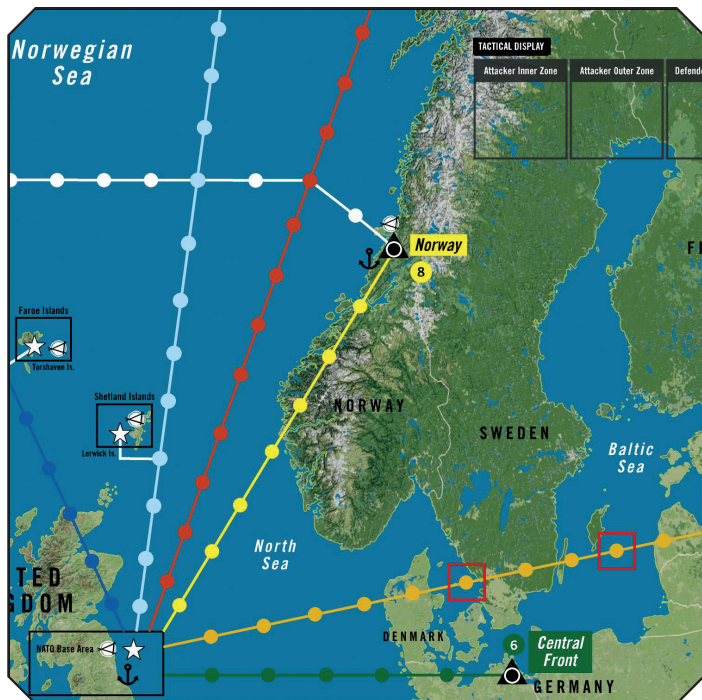 Norwegian
Sea
TACTICAL DISPLAY
Attacker Inner Zone
Attacker Outer Zone
Defende
Norway
8
Faroe Islands
Torshaven Is.
Shetland Islands
Lerwick Is.
NORWAY
SWEDEN
Baltic
Sea
North
Sea
TED
GDOM
NATO Base Area
DENMARK
6
Central
Front
GERMANY